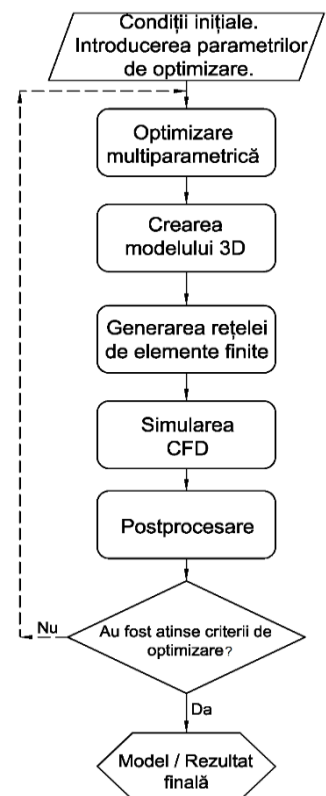 Condiții inițiale.
Introducerea parametrilor
de optimizare.
Optimizare
multiparametrică
Crearea
modelului 3D
Generarea rețelei
de elemente finite
Simularea
CFD
Postprocesare
Au fost atinse criterii de
optimizare?
Nu
Da
Model / Rezultat
finală